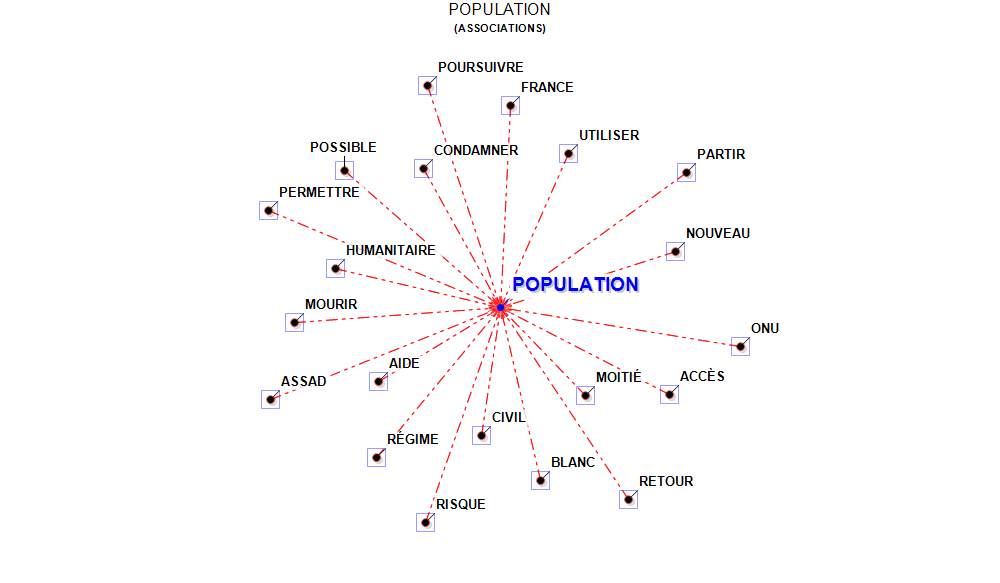 POPULATION
(ASSOCIATIONS)
POURSUIVRE
FRANCE
UTILISER
POSSIBLE
CONDAMNER
PARTIR
PERMETTRE
NOUVEAU
HUMANITAIRE
POPULATION
MOURIR
ONU
AIDE
MOITIÉ
ACCÈS
ASSAD
CIVIL
RÉGIME
BLANC
RETOUR
RISQUE